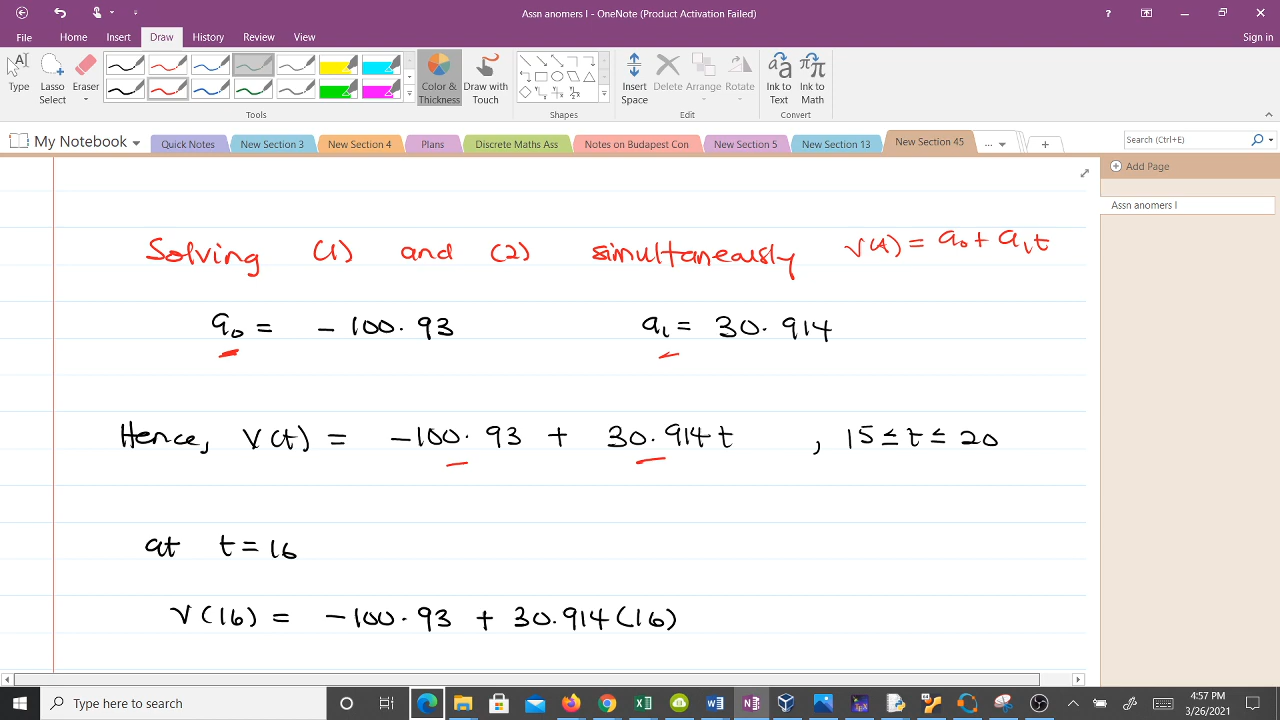 Assn anomers I - OneNote (Product Activation Failed)
File Home Insert Draw History Review View Sign in
Type Lasso Select Eraser Color & Thickness Draw with Touch Insert Space Delete Arrange Rotate Ink to Text Ink to Math
Tools Shapes Edit Convert
My Notebook Quick Notes New Section 3 New Section 4 Plans Discrete Maths Ass Notes on Budapest Con New Section 5 New Section 13 New Section 45 ... Search (Ctrl+E)
Add Page
Assn anomers I
Solving (1) and (2) simultaneously v(t) = a₀ + a₁t
a₀ = - 100.93 a₁ = 30.914
Hence, v(t) = -100.93 + 30.914t , 15 ≤ t ≤ 20
at t = 16
v(16) = -100.93 + 30.914(16)
Type here to search
4:57 PM
3/26/2021